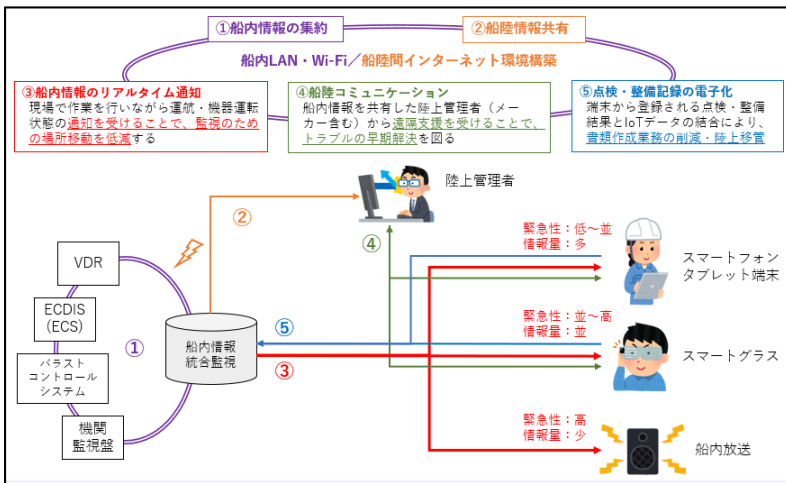 ①船内情報の集約
②船陸情報共有
船内LAN・Wi-Fi／船陸間インターネット環境構築
③船内情報のリアルタイム通知
現場で作業を行いながら運航・機器運転
状態の通知を受けることで、監視のため
の場所移動を低減する
④船陸コミュニケーション
船内情報を共有した陸上管理者（メー
カー含む）から遠隔支援を受けることで、
トラブルの早期解決を図る
⑤点検・整備記録の電子化
端末から登録される点検・整備
結果とIoTデータの結合により、
書類作成業務の削減・陸上移管
陸上管理者
②
④
緊急性：低～並
情報量：多
スマートフォン
タブレット端末
VDR
ECDIS
(ECS)
バラスト
コントロール
システム
機関
監視盤
①
船内情報
統合監視
⑤
③
緊急性：並～高
情報量：並
スマートグラス
緊急性：高
情報量：少
船内放送